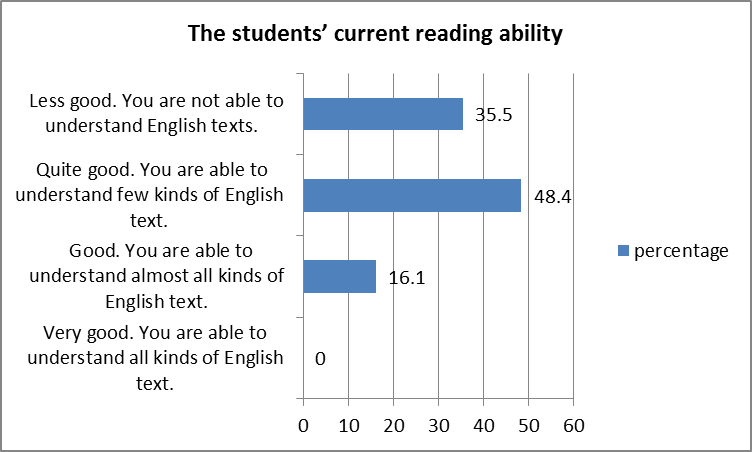 The students’ current reading ability
Less good. You are not able to
understand English texts.
35.5
Quite good. You are able to
understand few kinds of English
text.
48.4
Good. You are able to
understand almost all kinds of
English text.
16.1
Very good. You are able to
understand all kinds of English
text.
0
percentage
0 10 20 30 40 50 60